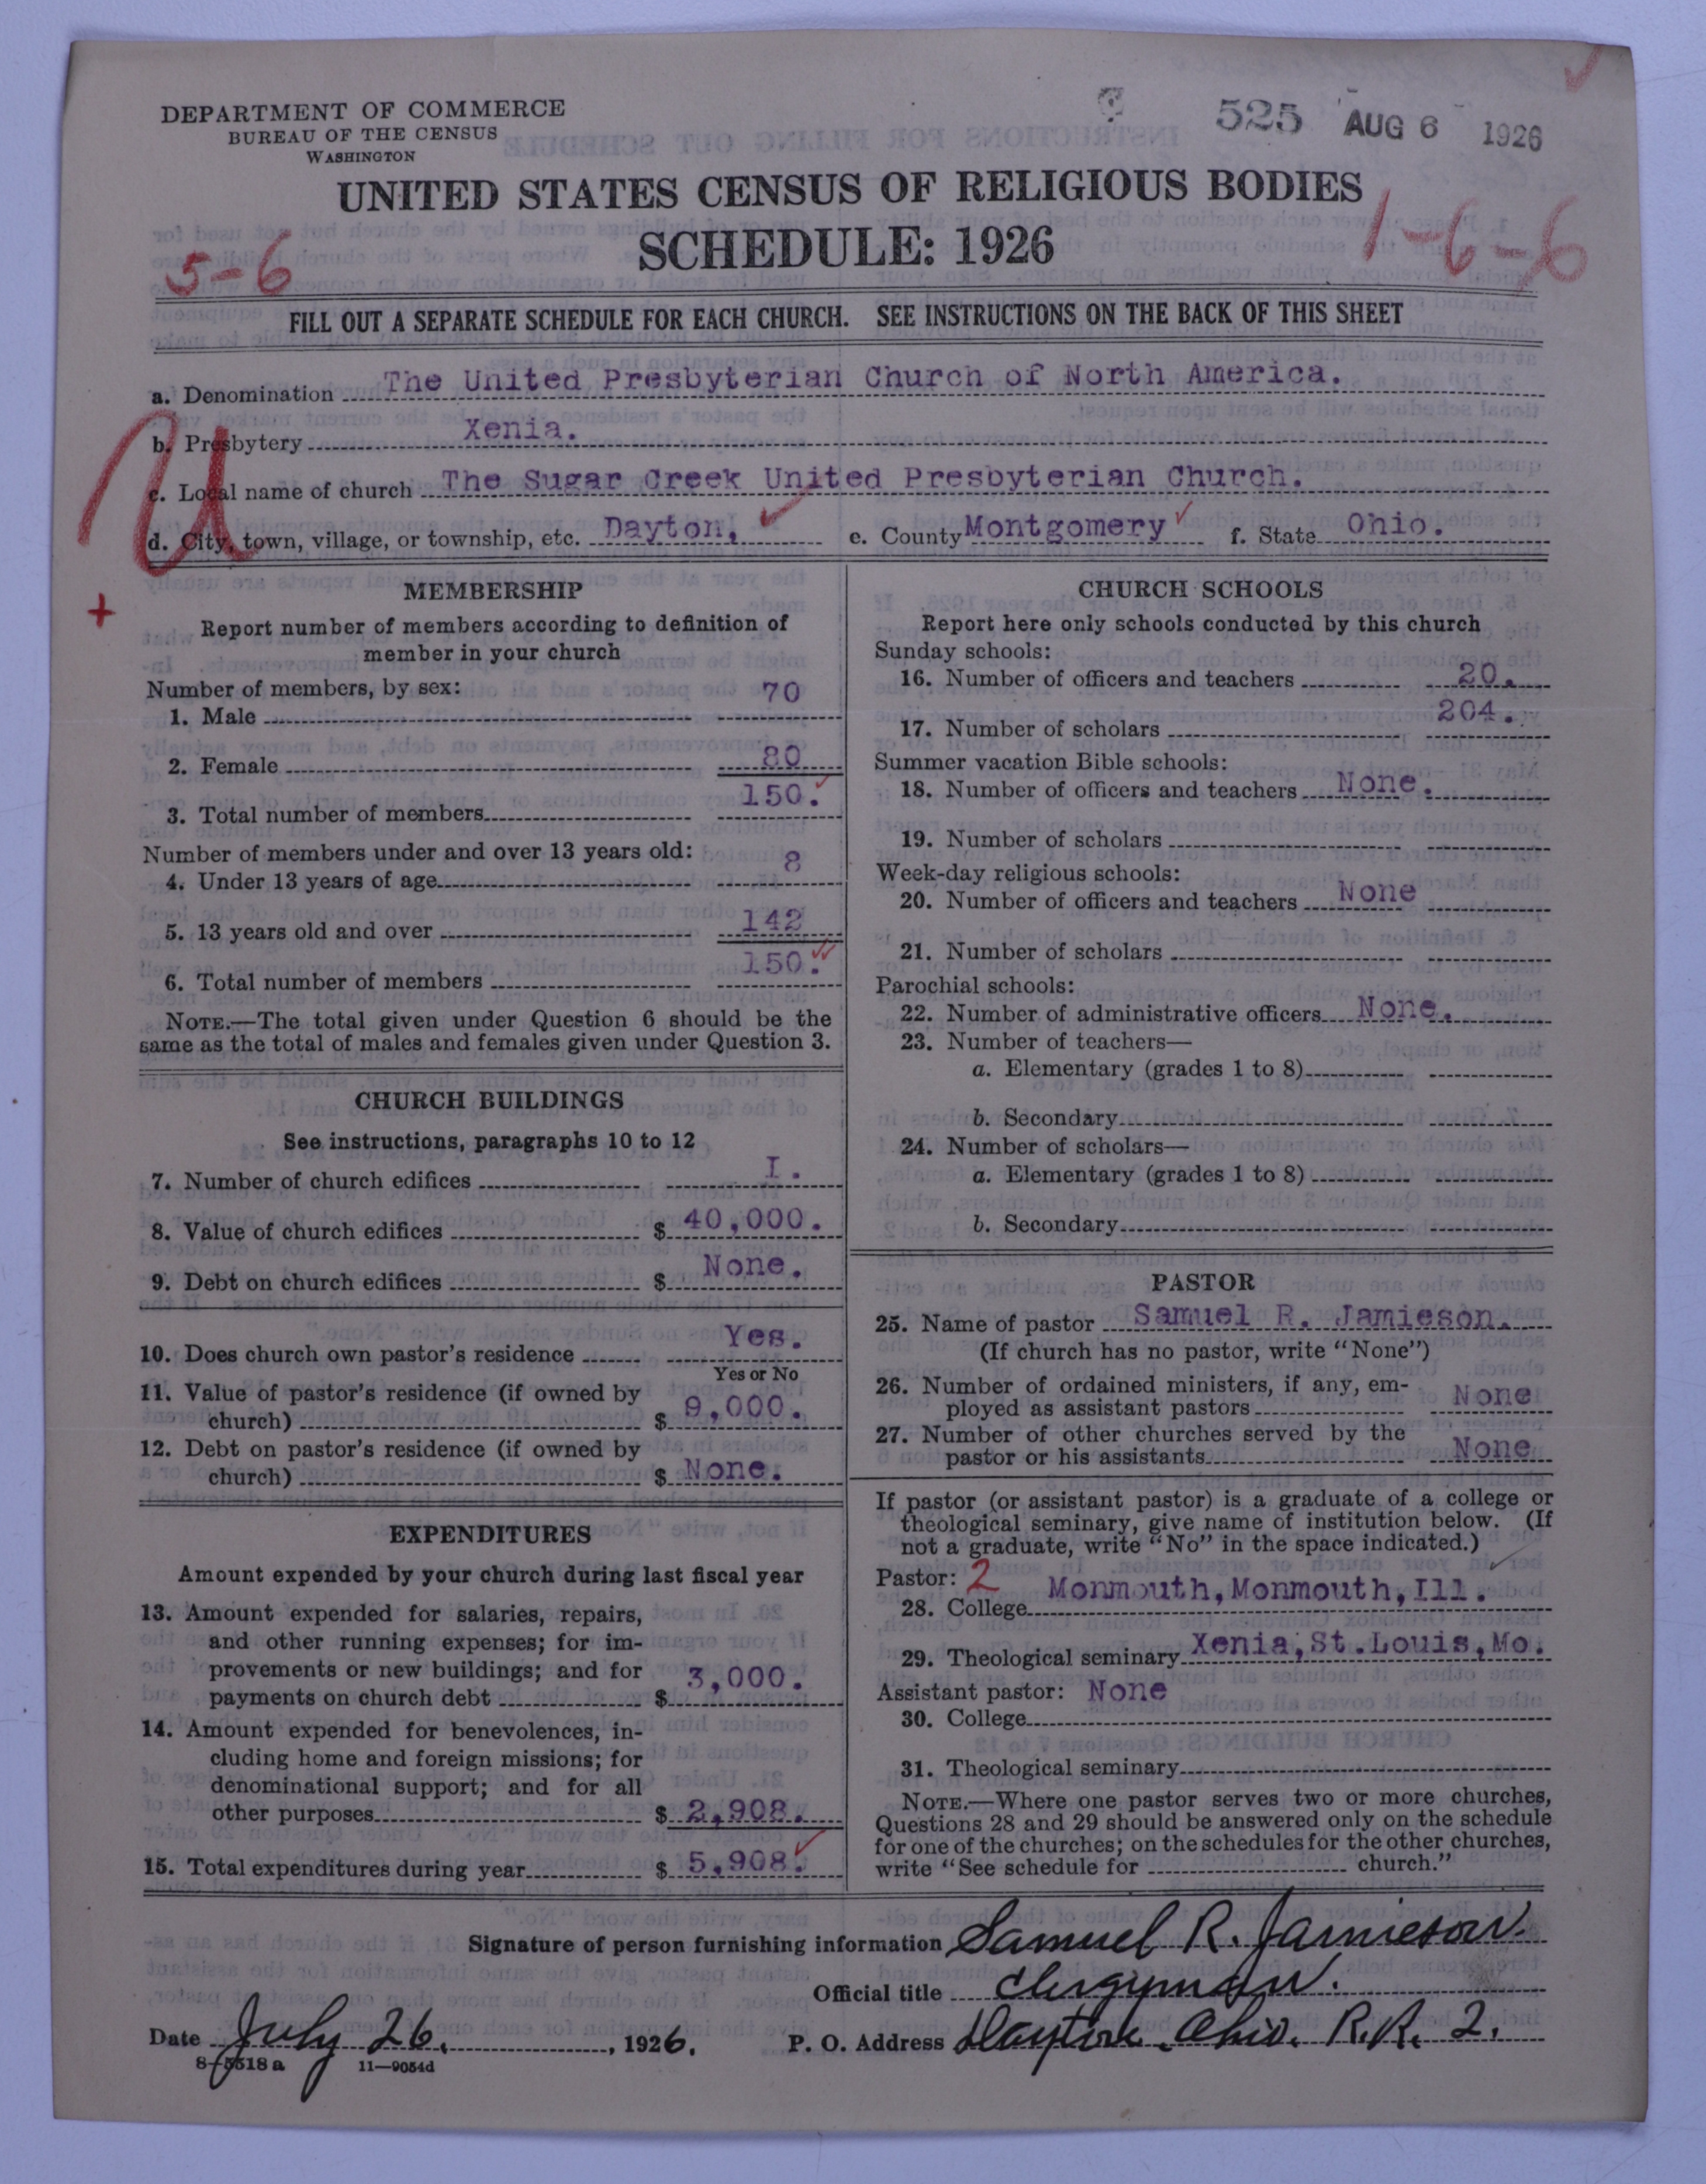 DEPARTMENT OF COMMERCE
BUREAU OF THE CENSUS
WASHINGTON
525 AUG 6 1926
UNITED STATES CENSUS OF RELIGIOUS BODIES
SCHEDULE: 1926
5-6
1-6-6
FILL OUT A SEPARATE SCHEDULE FOR EACH CHURCH. SEE INSTRUCTIONS ON THE BACK OF THIS SHEET
a. Denomination The United Presbyterian Church of North America.
b. Presbytery Xenia.
U
c. Local name of church The Sugar Creek United Presbyterian Church.
d. City, town, village, or township, etc. Dayton, e. County Montgomery f. State Ohio.
MEMBERSHIP
Report number of members according to definition of
member in your church
Number of members, by sex:
1. Male 70
2. Female 80
3. Total number of members 150.
Number of members under and over 13 years old:
4. Under 13 years of age 8
5. 13 years old and over 142
6. Total number of members 150.
NOTE.—The total given under Question 6 should be the
same as the total of males and females given under Question 3.
CHURCH BUILDINGS
See instructions, paragraphs 10 to 12
7. Number of church edifices I.
8. Value of church edifices $ 40,000.
9. Debt on church edifices $ None.
10. Does church own pastor's residence Yes.
Yes or No
11. Value of pastor's residence (if owned by
church) $ 9,000.
12. Debt on pastor's residence (if owned by
church) $ None.
EXPENDITURES
Amount expended by your church during last fiscal year
13. Amount expended for salaries, repairs,
and other running expenses; for im-
provements or new buildings; and for
payments on church debt $ 3,000.
14. Amount expended for benevolences, in-
cluding home and foreign missions; for
denominational support; and for all
other purposes $ 2,908.
15. Total expenditures during year $ 5,908.
CHURCH SCHOOLS
Report here only schools conducted by this church
Sunday schools:
16. Number of officers and teachers 20.
17. Number of scholars 204.
Summer vacation Bible schools:
18. Number of officers and teachers None.
19. Number of scholars
Week-day religious schools:
20. Number of officers and teachers None
21. Number of scholars
Parochial schools:
22. Number of administrative officers None.
23. Number of teachers—
a. Elementary (grades 1 to 8)
b. Secondary
24. Number of scholars—
a. Elementary (grades 1 to 8)
b. Secondary
PASTOR
25. Name of pastor Samuel R. Jamieson.
(If church has no pastor, write "None")
26. Number of ordained ministers, if any, em-
ployed as assistant pastors None
27. Number of other churches served by the
pastor or his assistants None
If pastor (or assistant pastor) is a graduate of a college or
theological seminary, give name of institution below. (If
not a graduate, write "No" in the space indicated.)
Pastor: 2
28. College Monmouth, Monmouth, Ill.
29. Theological seminary Xenia, St. Louis, Mo.
Assistant pastor: None
30. College
31. Theological seminary
NOTE.—Where one pastor serves two or more churches,
Questions 28 and 29 should be answered only on the schedule
for one of the churches; on the schedules for the other churches,
write "See schedule for church."
Signature of person furnishing information Samuel R. Jamieson.
Official title Clergyman.
Date July 26, 1926. P. O. Address Dayton, Ohio. R.R. 2.
8-5518a 11-9054d